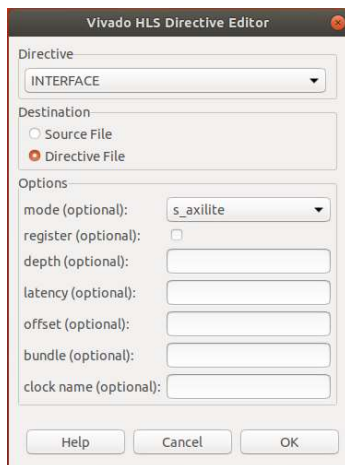 Vivado HLS Directive Editor
Directive
INTERFACE
Destination
Source File
Directive File
Options
mode (optional): s_axilite
register (optional):
depth (optional):
latency (optional):
offset (optional):
bundle (optional):
clock name (optional):
Help Cancel OK